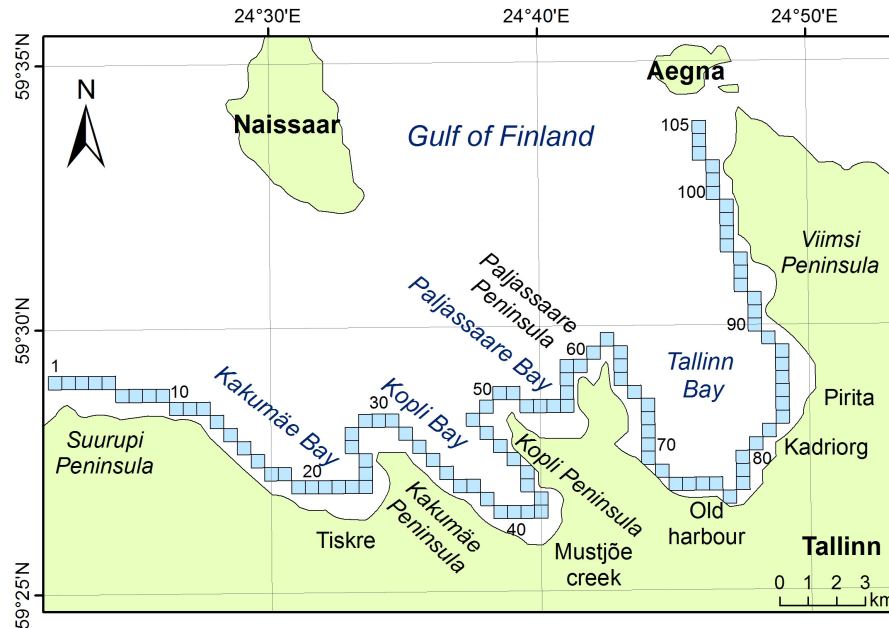 24°30'E
24°40'E
24°50'E
59°35'N
59°30'N
59°25'N
N
Naissaar
Aegna
Gulf of Finland
Viimsi
Peninsula
Paljassaare
Peninsula
Paljassaare Bay
Kopli Bay
Kakumäe Bay
Tallinn
Bay
Suurupi
Peninsula
Kakumäe
Peninsula
Kopli Peninsula
Pirita
Kadriorg
Old
harbour
Tiskre
Mustjõe
creek
Tallinn
1
10
20
30
40
50
60
70
80
90
100
105
0 1 2 3
km